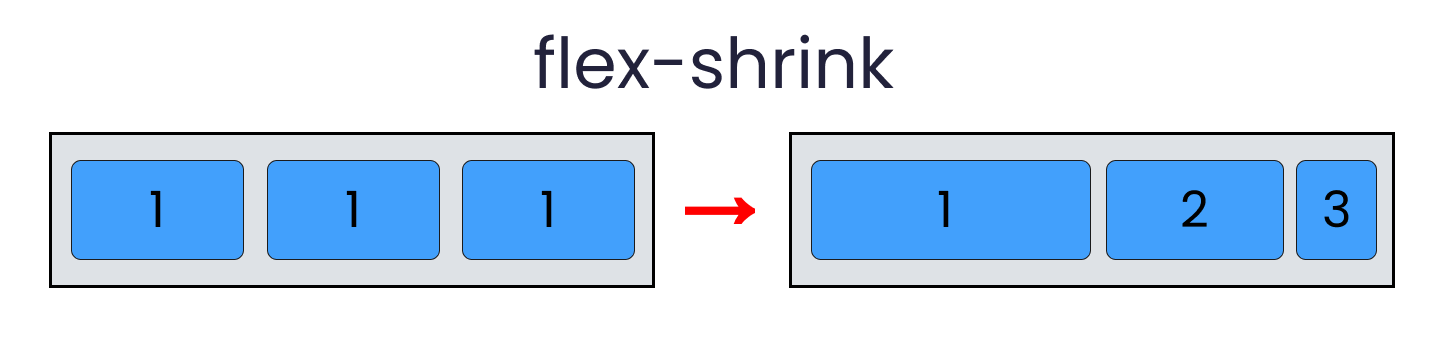 flex-shrink
1 1 1 → 1 2 3